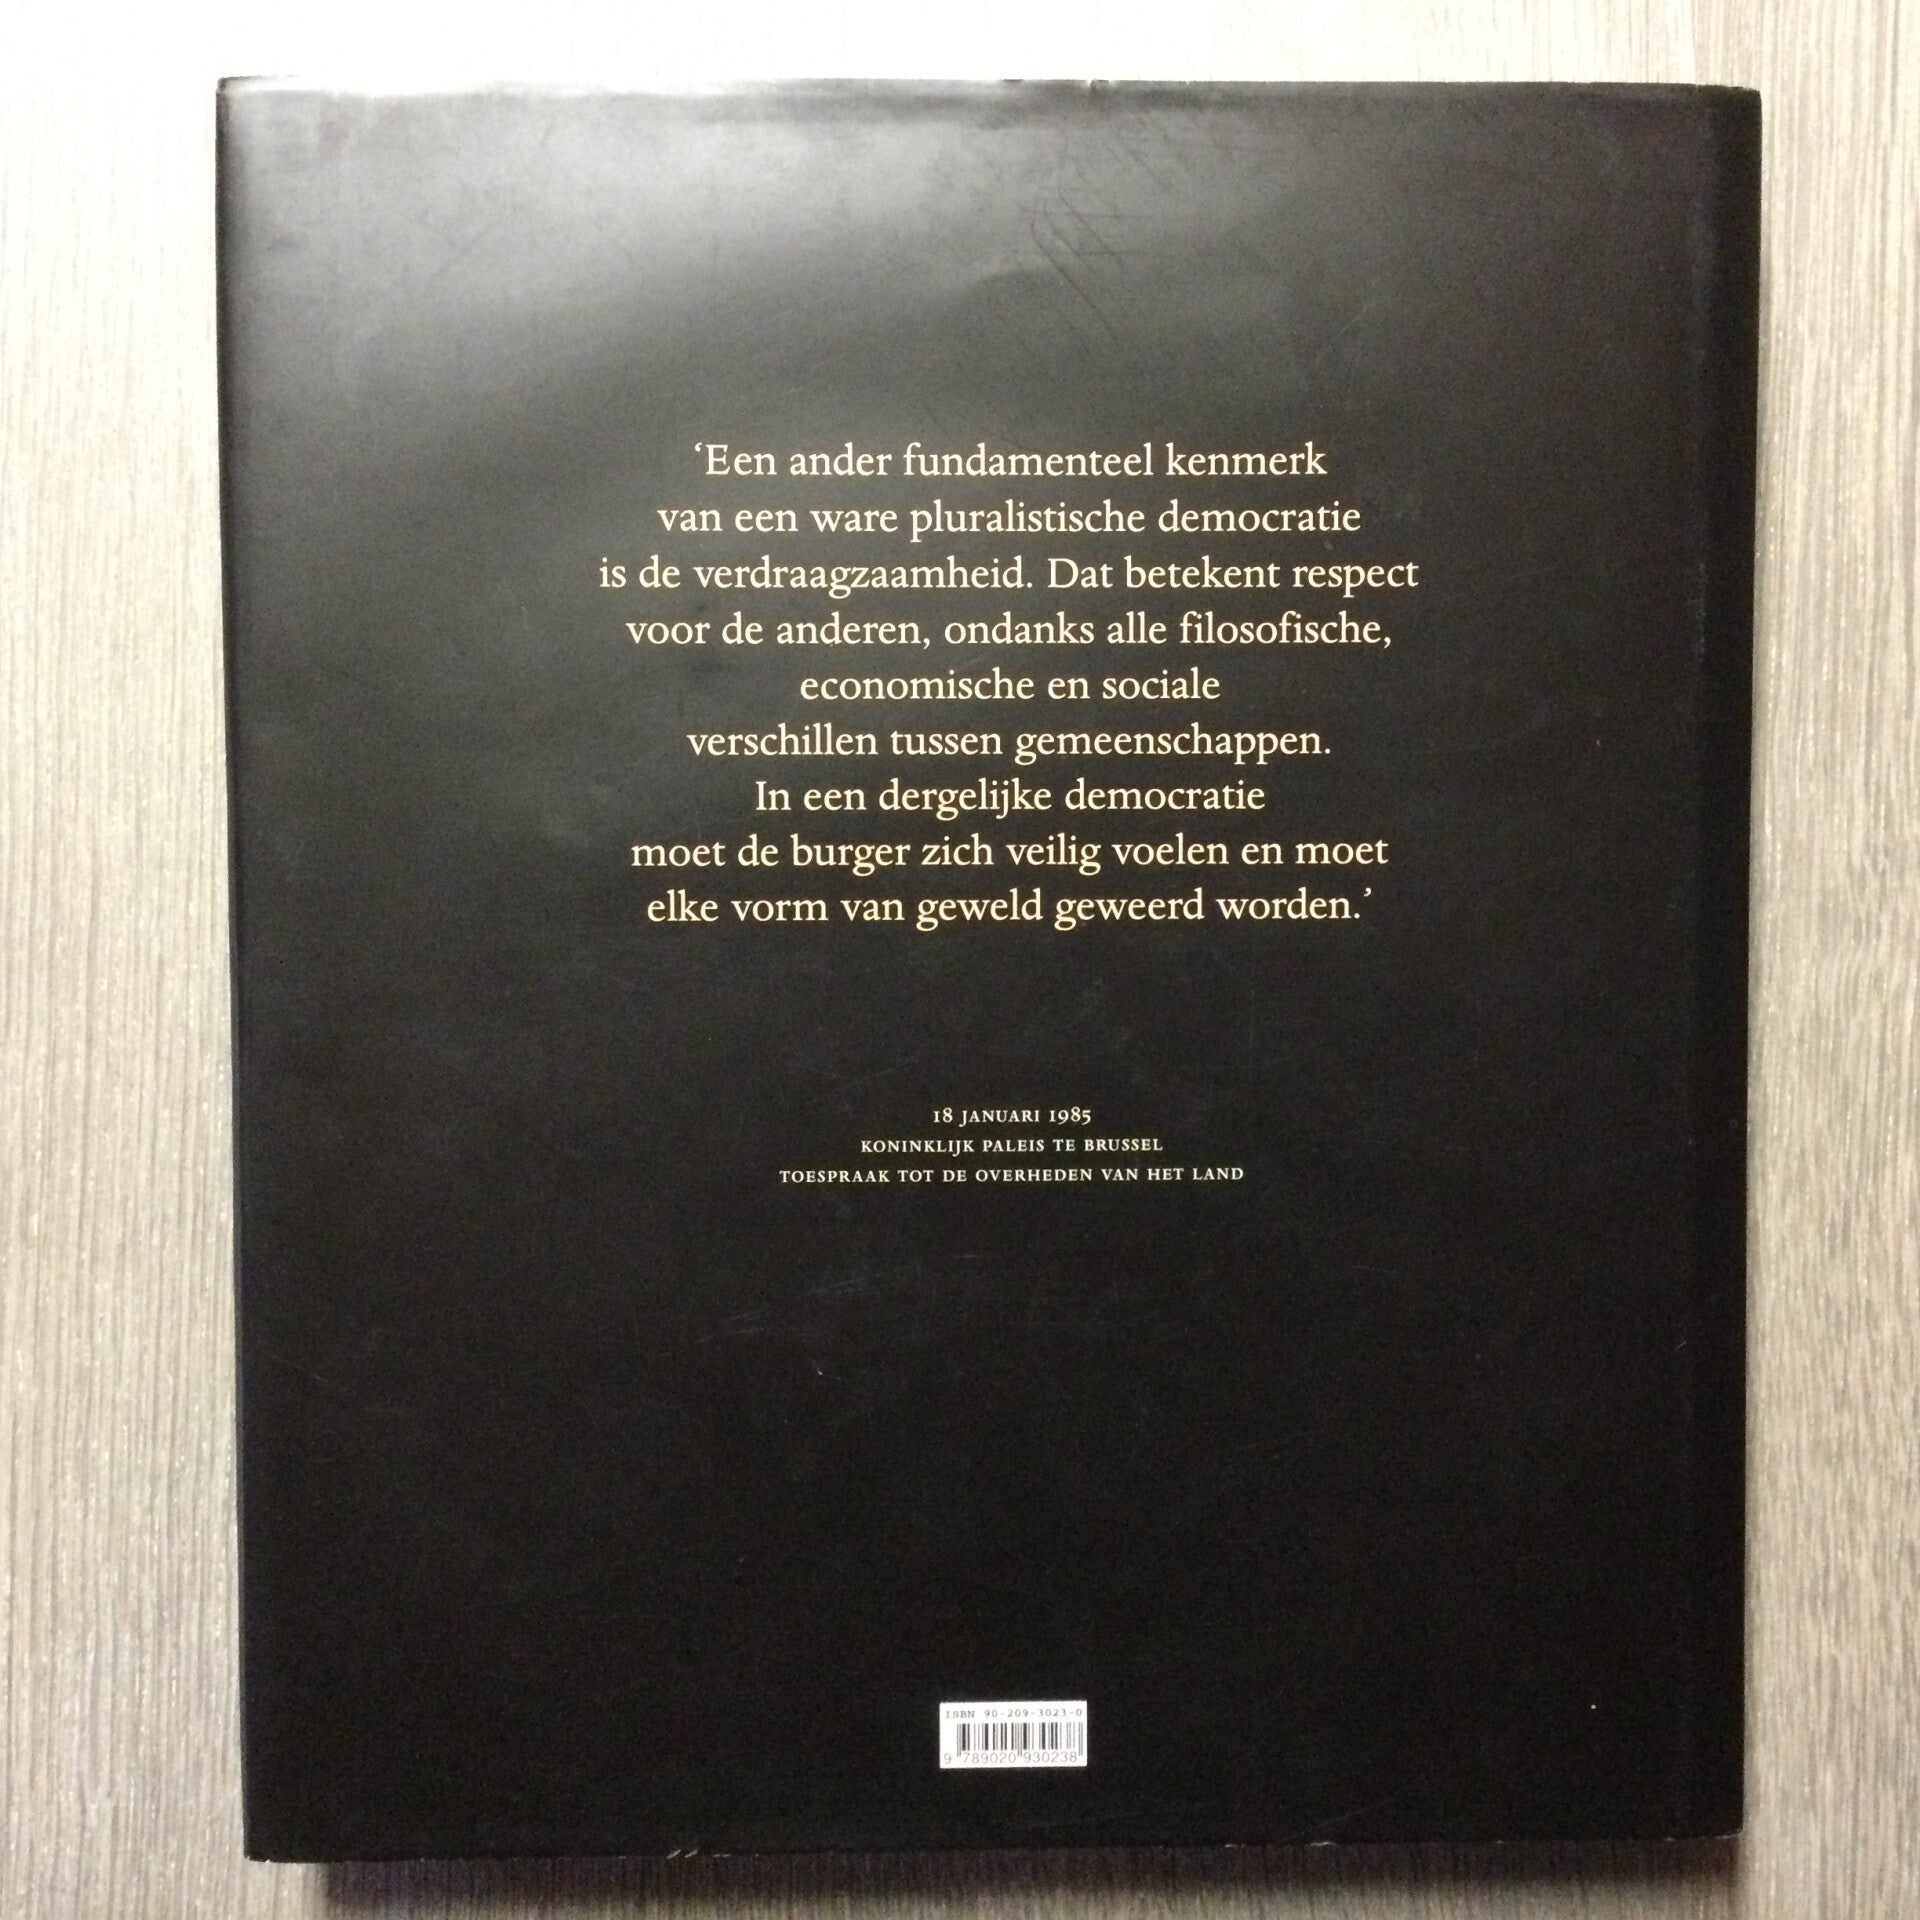 ‘Een ander fundamenteel kenmerk
van een ware pluralistische democratie
is de verdraagzaamheid. Dat betekent respect
voor de anderen, ondanks alle filosofische,
economische en sociale
verschillen tussen gemeenschappen.
In een dergelijke democratie
moet de burger zich veilig voelen en moet
elke vorm van geweld geweerd worden.’
18 JANUARI 1985
KONINKLIJK PALEIS TE BRUSSEL
TOESPRAAK TOT DE OVERHEDEN VAN HET LAND
ISBN 90-209-3023-0
9 789020 930238